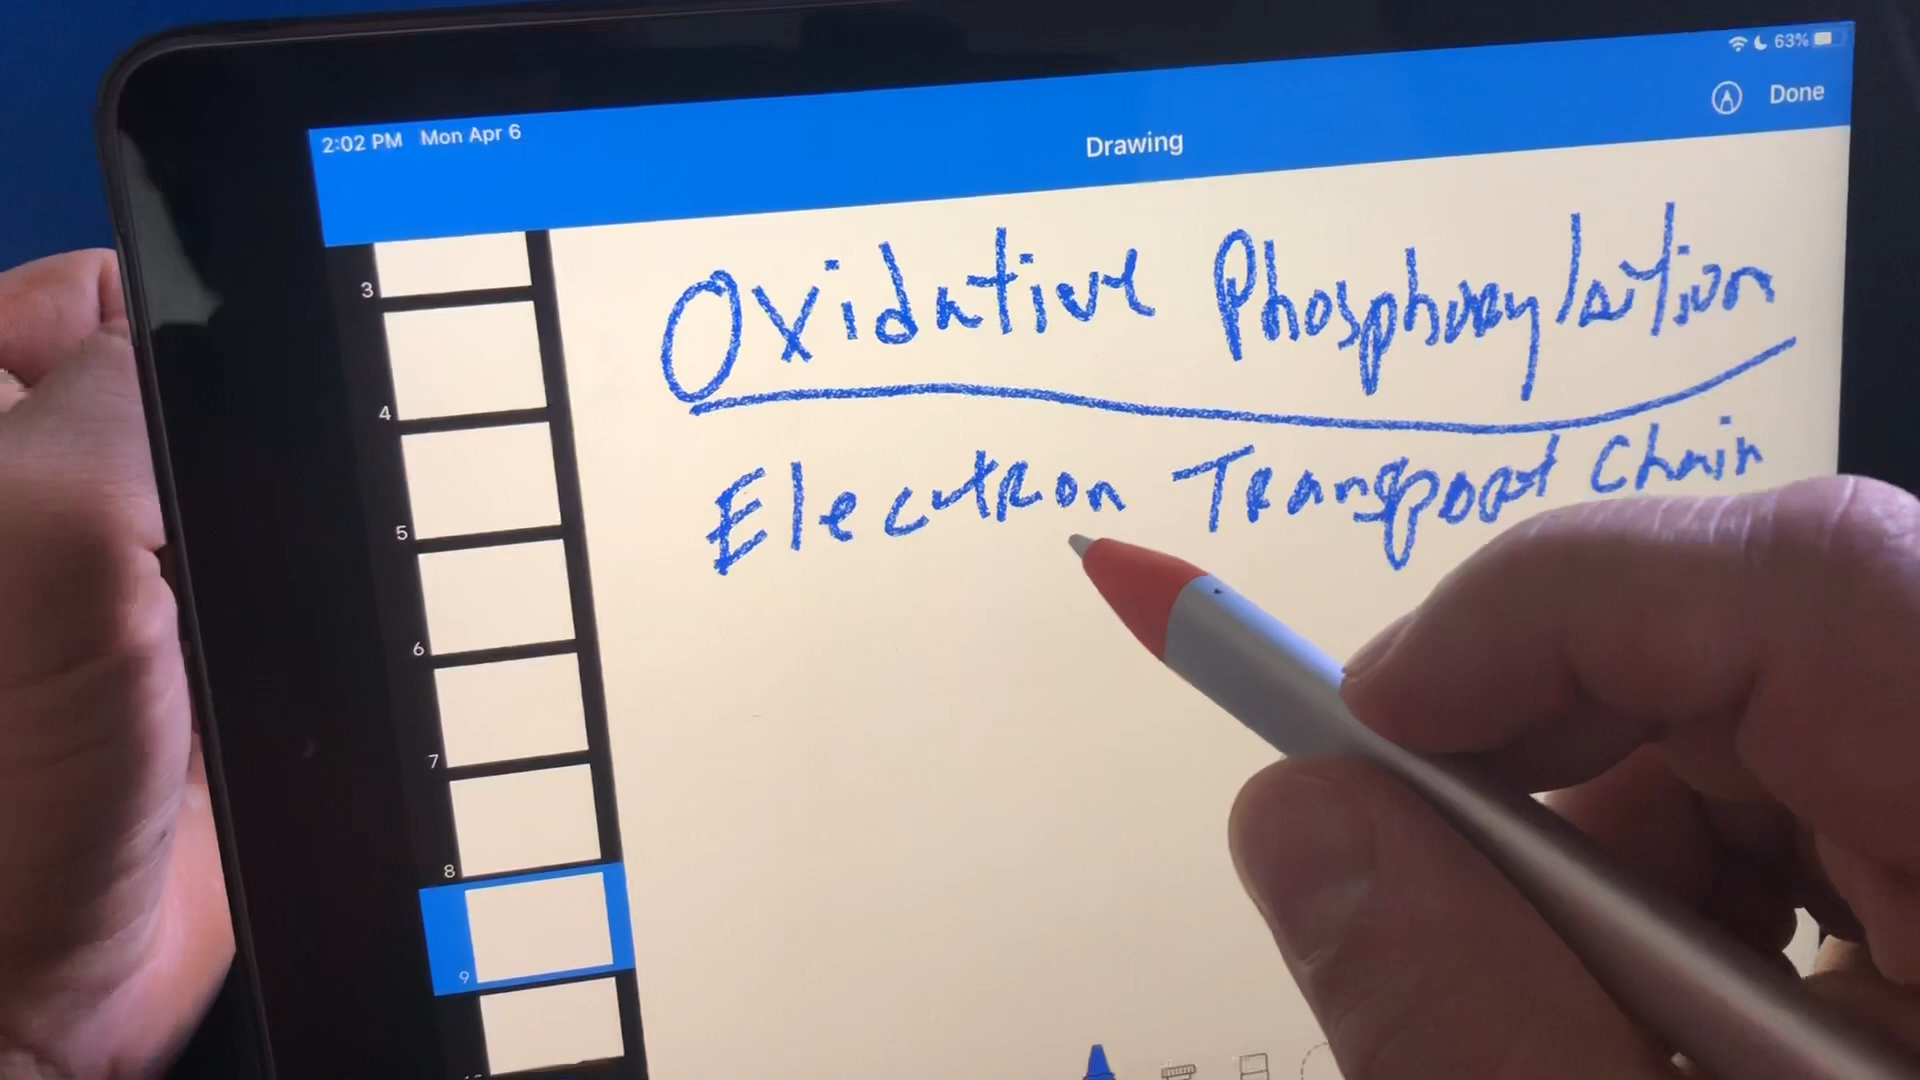 63%
2:02 PM Mon Apr 6
Drawing
Done
3
4
5
6
7
8
9
Oxidative Phosphorylation
Electron Transport Chain